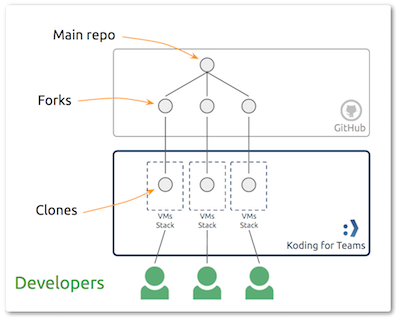 Main repo
Forks
GitHub
Clones
VMs
Stack
VMs
Stack
VMs
Stack
Koding for Teams
Developers